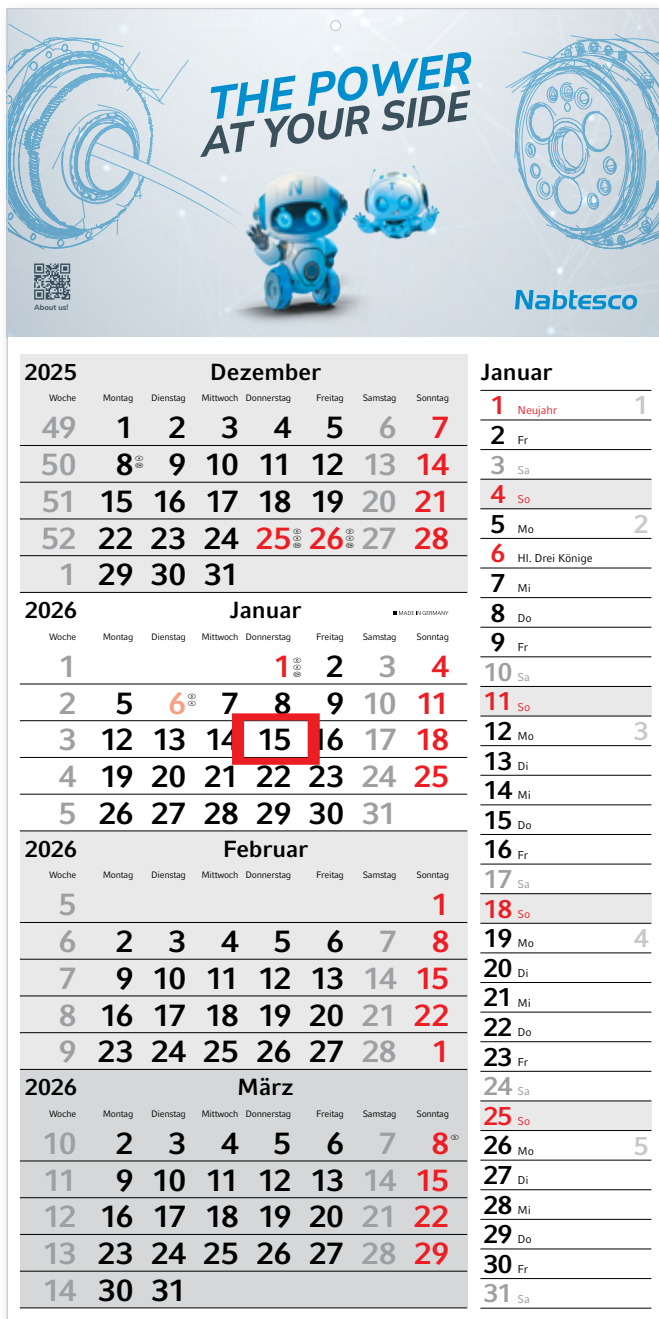 THE POWER
AT YOUR SIDE
N
T
About us!
Nabtesco
2025 Dezember
Woche Montag Dienstag Mittwoch Donnerstag Freitag Samstag Sonntag
49 1 2 3 4 5 6 7
50 8 9 10 11 12 13 14
51 15 16 17 18 19 20 21
52 22 23 24 25 26 27 28
1 29 30 31
2026 Januar MADE IN GERMANY
Woche Montag Dienstag Mittwoch Donnerstag Freitag Samstag Sonntag
1 1 2 3 4
2 5 6 7 8 9 10 11
3 12 13 14 15 16 17 18
4 19 20 21 22 23 24 25
5 26 27 28 29 30 31
2026 Februar
Woche Montag Dienstag Mittwoch Donnerstag Freitag Samstag Sonntag
5 1
6 2 3 4 5 6 7 8
7 9 10 11 12 13 14 15
8 16 17 18 19 20 21 22
9 23 24 25 26 27 28 1
2026 März
Woche Montag Dienstag Mittwoch Donnerstag Freitag Samstag Sonntag
10 2 3 4 5 6 7 8
11 9 10 11 12 13 14 15
12 16 17 18 19 20 21 22
13 23 24 25 26 27 28 29
14 30 31
Januar
1 Neujahr 1
2 Fr
3 Sa
4 So
5 Mo 2
6 Hl. Drei Könige
7 Mi
8 Do
9 Fr
10 Sa
11 So
12 Mo 3
13 Di
14 Mi
15 Do
16 Fr
17 Sa
18 So
19 Mo 4
20 Di
21 Mi
22 Do
23 Fr
24 Sa
25 So
26 Mo 5
27 Di
28 Mi
29 Do
30 Fr
31 Sa